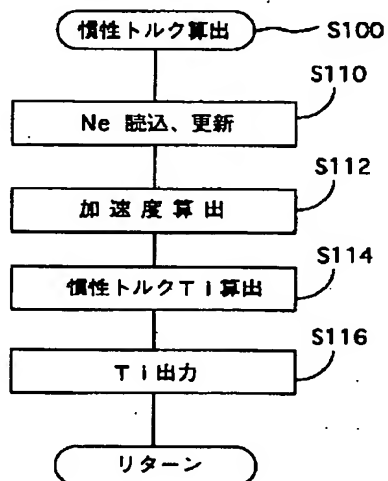 慣性トルク算出
S100
S110
Ne 読込、更新
S112
加速度算出
S114
慣性トルクTi算出
S116
Ti出力
リターン